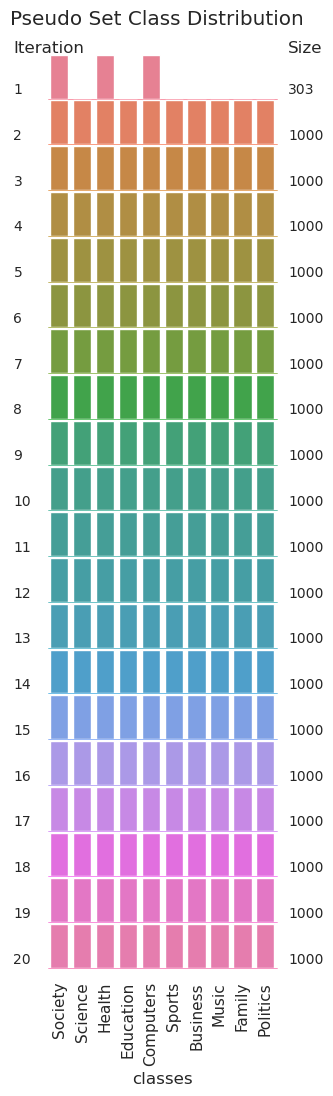 Pseudo Set Class Distribution
Iteration Size
1 303
2 1000
3 1000
4 1000
5 1000
6 1000
7 1000
8 1000
9 1000
10 1000
11 1000
12 1000
13 1000
14 1000
15 1000
16 1000
17 1000
18 1000
19 1000
20 1000
Society
Science
Health
Education
Computers
Sports
Business
Music
Family
Politics
classes